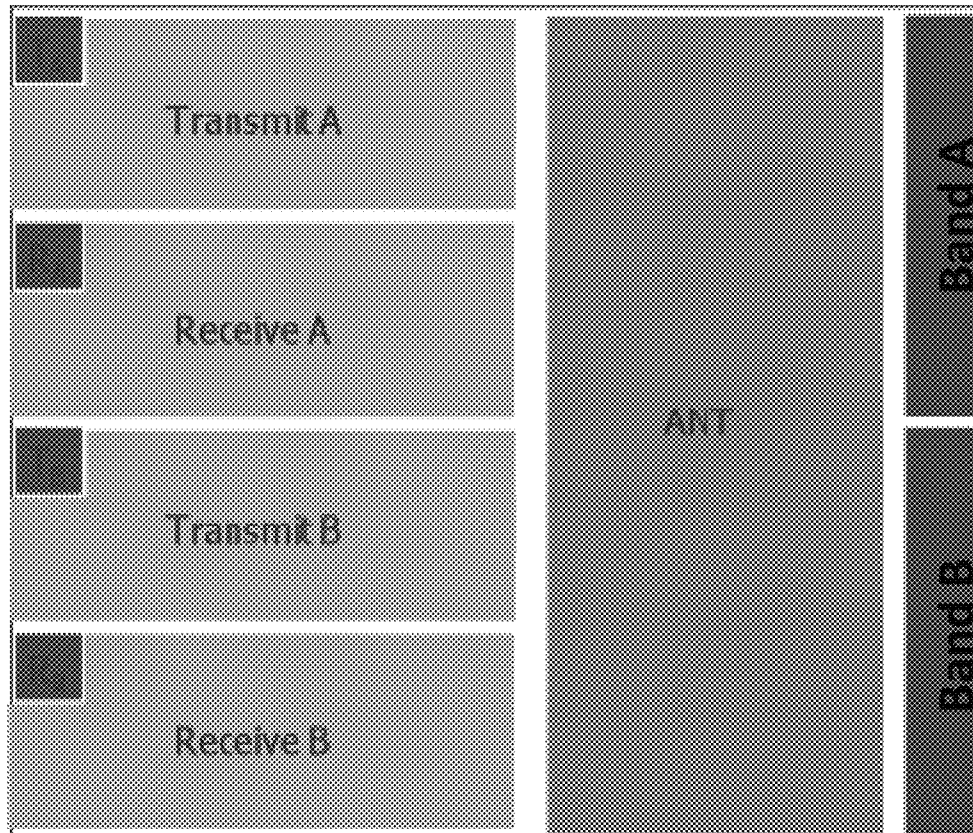 Transmit A
Receive A
Transmit B
Receive B
ANT
Band A
Band B